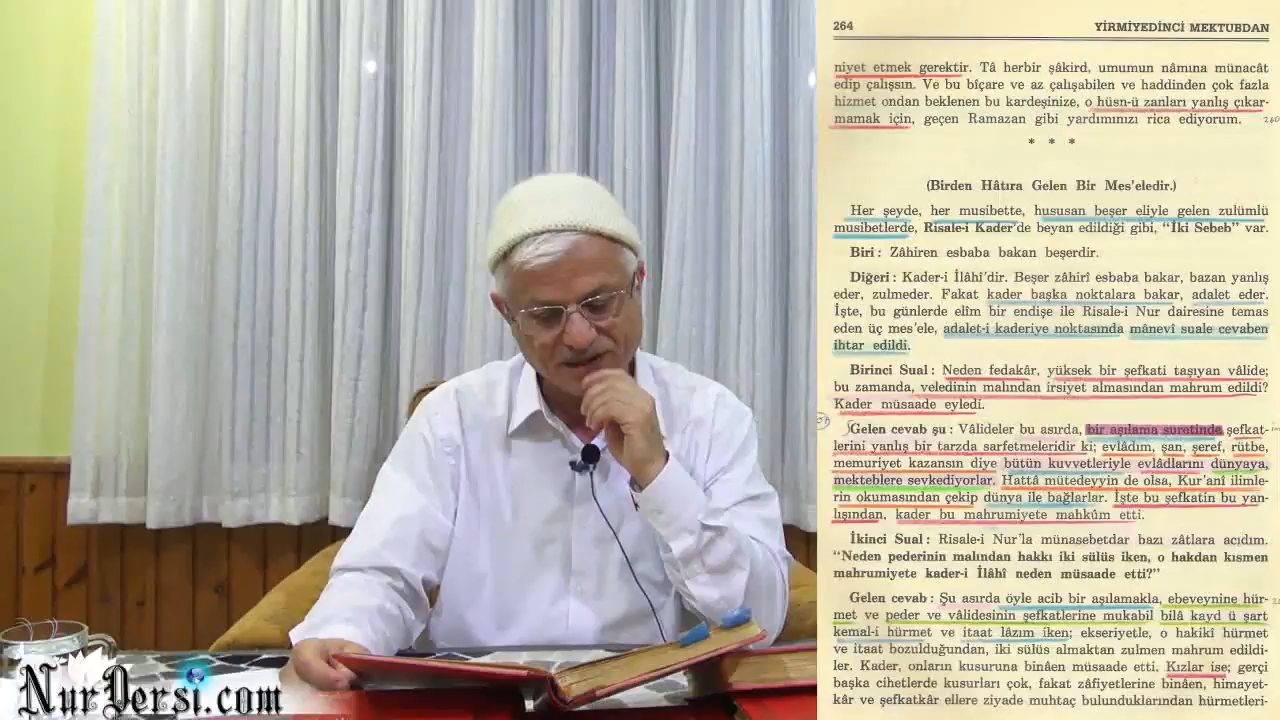 264 YİRMİYEDİNCİ MEKTUBDAN
niyet etmek gerektir. Tâ herbir şâkird, umumun nâmına münacât
edip çalışsın. Ve bu bîçare ve az çalışabilen ve haddinden çok fazla
hizmet ondan beklenen bu kardeşinize, o hüsn-ü zanları yanlış çıkar-
mamak için, geçen Ramazan gibi yardımınızı rica ediyorum.
* * *
(Birden Hâtıra Gelen Bir Mes'eledir.)
Her şeyde, her musibette, hususan beşer eliyle gelen zulümlü
musibetlerde, Risale-i Kader'de beyan edildiği gibi, "İki Sebeb" var.
Biri : Zâhiren esbaba bakan beşerdir.
Diğeri : Kader-i İlâhî'dir. Beşer zâhirî esbaba bakar, bazan yanlış
eder, zulmeder. Fakat kader başka noktalara bakar, adalet eder.
İşte, bu günlerde elîm bir endişe ile Risale-i Nur dairesine temas
eden üç mes'ele, adalet-i kaderiye noktasında mânevî suale cevaben
ihtar edildi.
Birinci Sual : Neden fedakâr, yüksek bir şefkati taşıyan vâlide;
bu zamanda, veledinin malından irsiyet almasından mahrum edildi?
Kader müsaade eyledi.
Gelen cevab şu : Vâlideler bu asırda, bir aşılama suretinde, şefkat-
lerini yanlış bir tarzda sarfetmeleridir ki; evlâdım, şan, şeref, rütbe,
memuriyet kazansın diye bütün kuvvetleriyle evlâdlarını dünyaya,
mekteblere sevkediyorlar. Hattâ mütedeyyin de olsa, Kur'anî ilimle-
rin okumasından çekip dünya ile bağlarlar. İşte bu şefkatin bu yan-
lışından, kader bu mahrumiyete mahkûm etti.
İkinci Sual : Risale-i Nur'la münasebetdar bazı zâtlara acıdım.
"Neden pederinin malından hakkı iki sülüs iken, o hakdan kısmen
mahrumiyete kader-i İlâhî neden müsaade etti?"
Gelen cevab : Şu asırda öyle acib bir aşılamakla, ebeveynine hür-
met ve peder ve vâlidesinin şefkatlerine mukabil bilâ kayd ü şart
kemal-i hürmet ve itaat lâzım iken; ekseriyetle, o hakikî hürmet
ve itaat bozulduğundan, iki sülüs almaktan zulmen mahrum edildi-
ler. Kader, onların kusuruna binâen müsaade etti. Kızlar ise; gerçi
başka cihetlerde kusurları çok, fakat zâfiyetlerine binâen, himayet-
kâr ve şefkatkâr ellere ziyade muhtaç bulunduklarından hürmetleri-
NurDersi.com